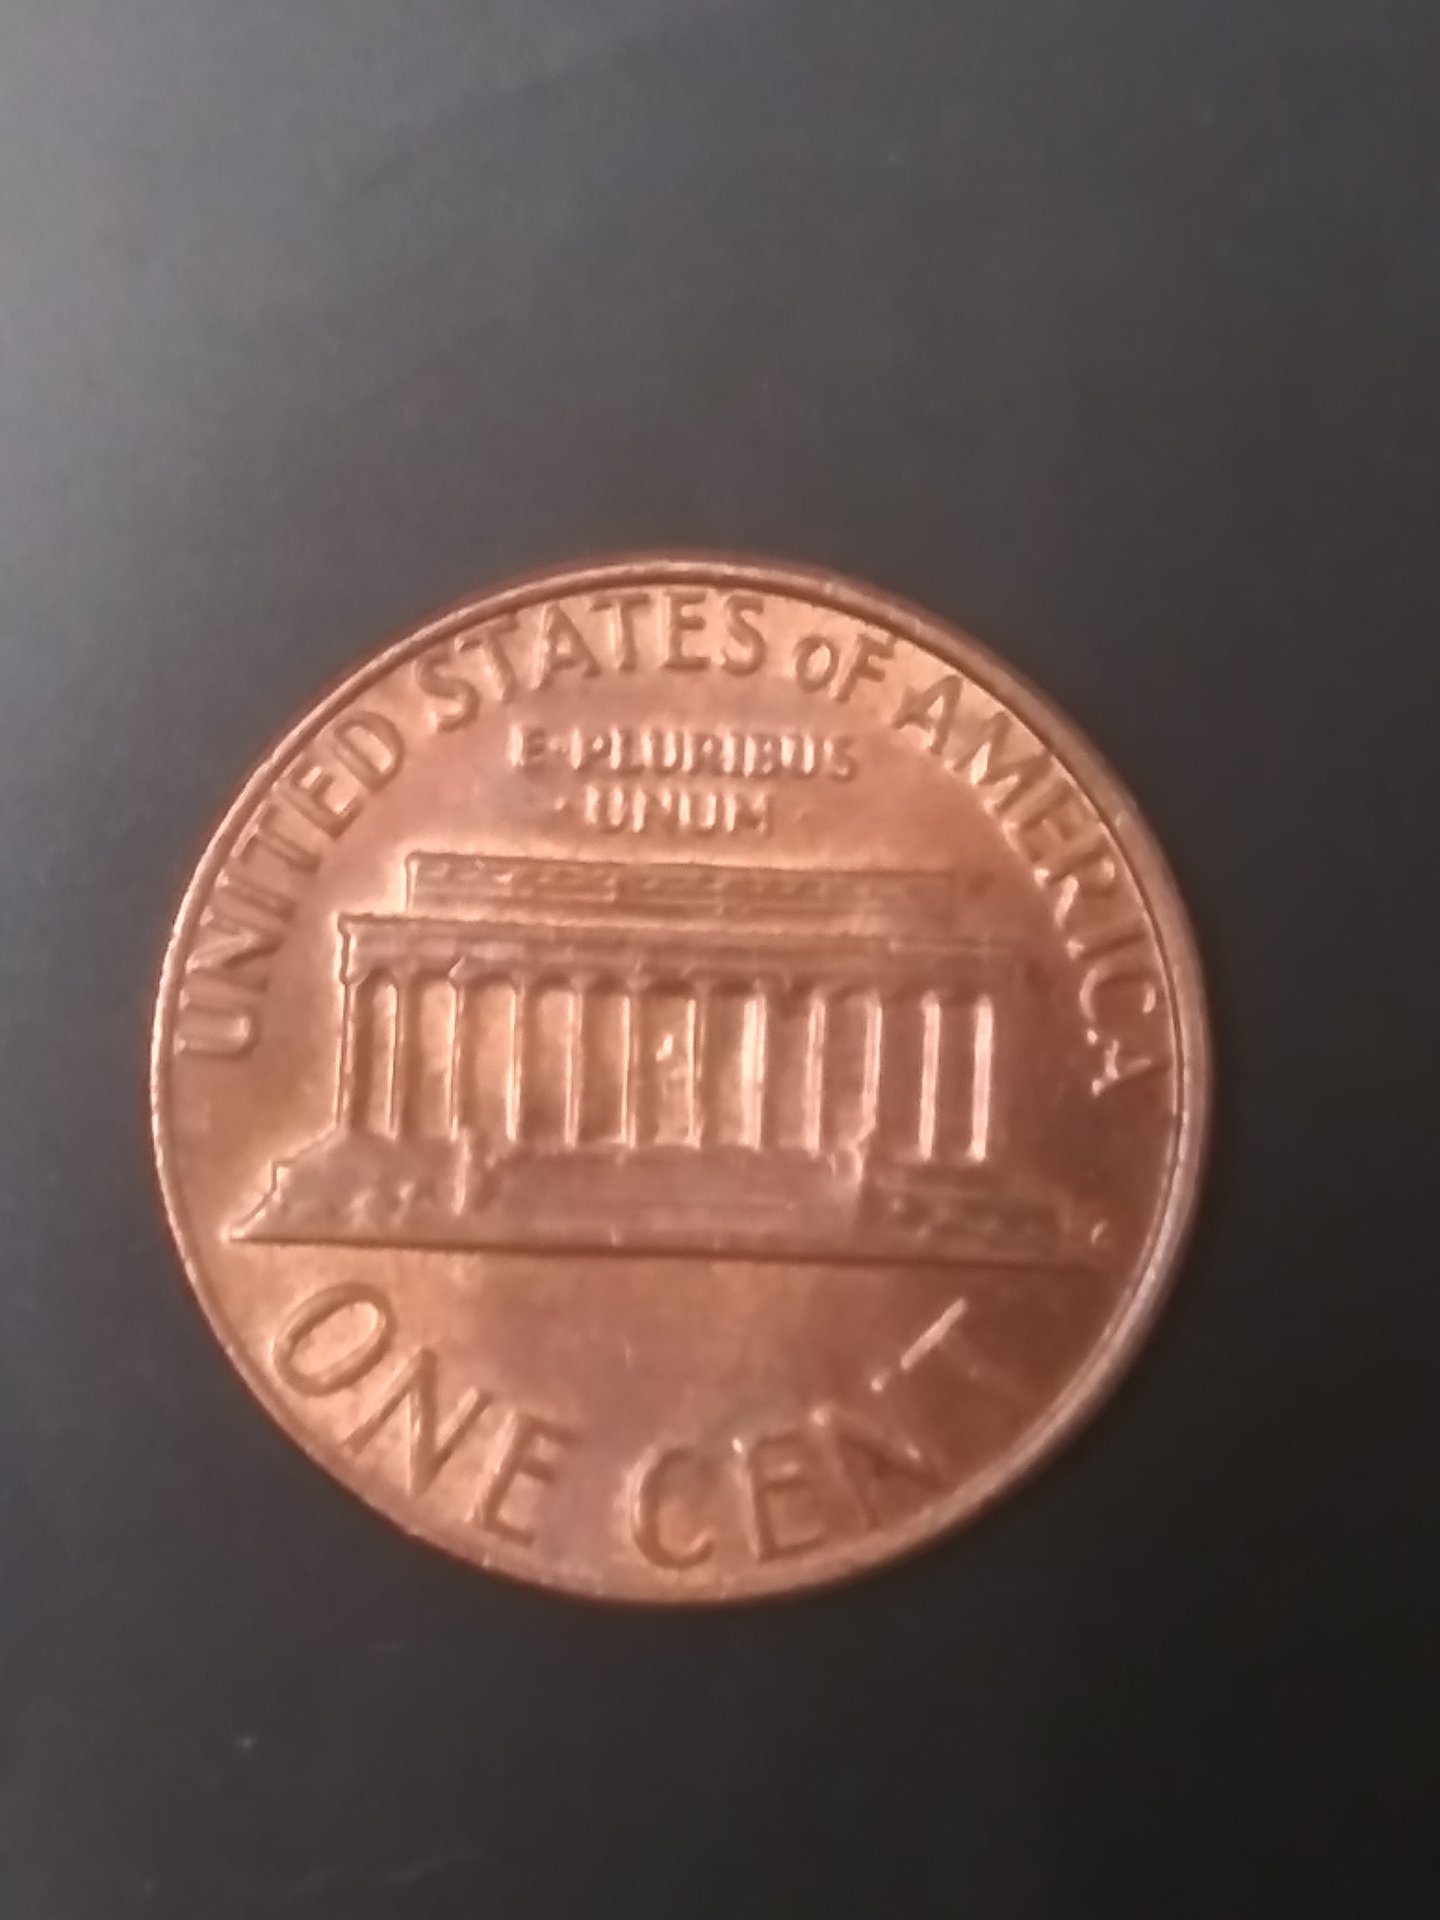 UNITED STATES OF AMERICA
E·PLURIBUS
·UNUM·
ONE CENT